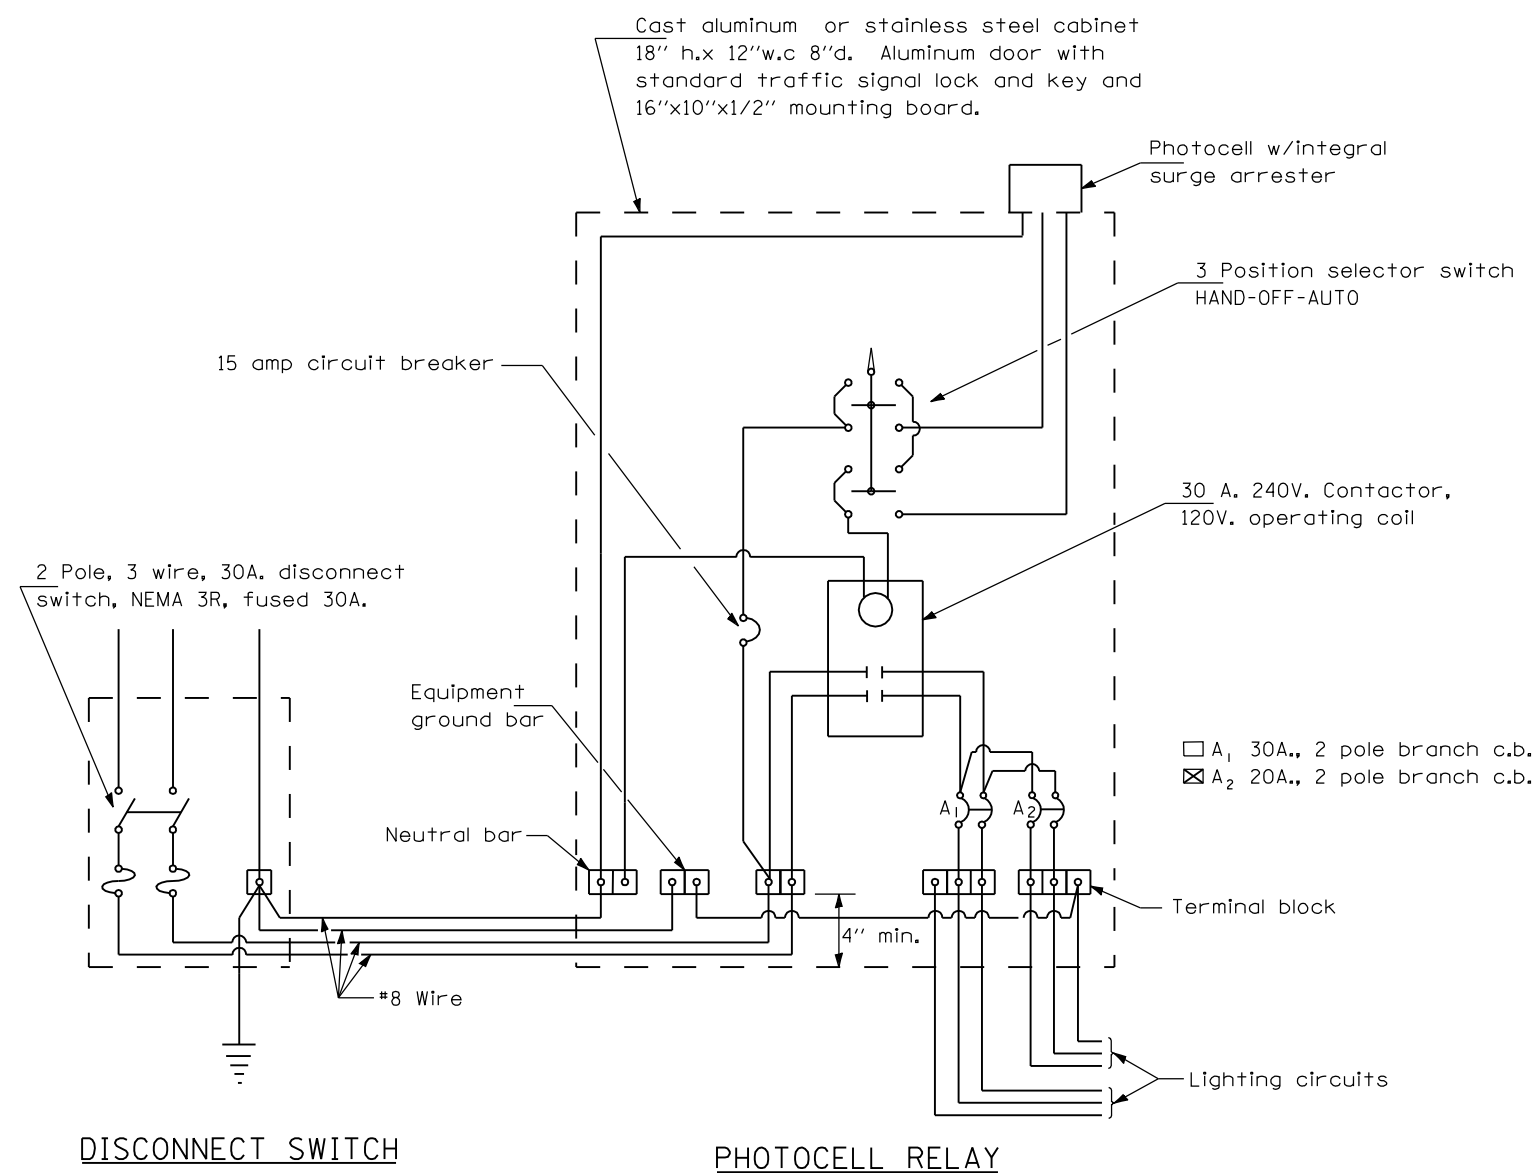 Cast aluminum or stainless steel cabinet
18" h.x 12"w.c 8"d. Aluminum door with
standard traffic signal lock and key and
16"x10"x1/2" mounting board.
Photocell w/integral
surge arrester
3 Position selector switch
HAND-OFF-AUTO
15 amp circuit breaker
30 A. 240V. Contactor,
120V. operating coil
2 Pole, 3 wire, 30A. disconnect
switch, NEMA 3R, fused 30A.
Equipment
ground bar
A1 30A., 2 pole branch c.b.
A2 20A., 2 pole branch c.b.
A1
A2
Neutral bar
Terminal block
4" min.
#8 Wire
Lighting circuits
DISCONNECT SWITCH
PHOTOCELL RELAY